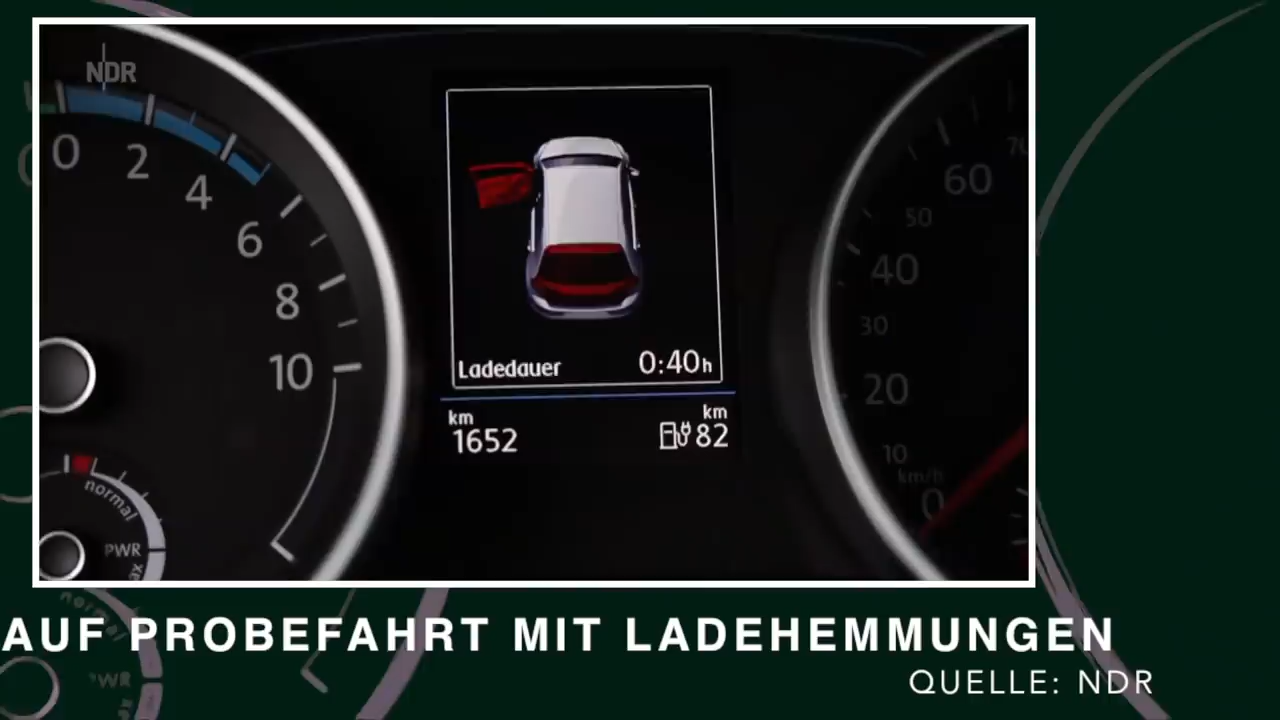 NDR
0
2
4
6
8
10
normal
PWR
Ladedauer 0:40h
km
1652
km
82
60
50
40
30
20
10
km/h
0
AUF PROBEFAHRT MIT LADEHEMMUNGEN
QUELLE: NDR